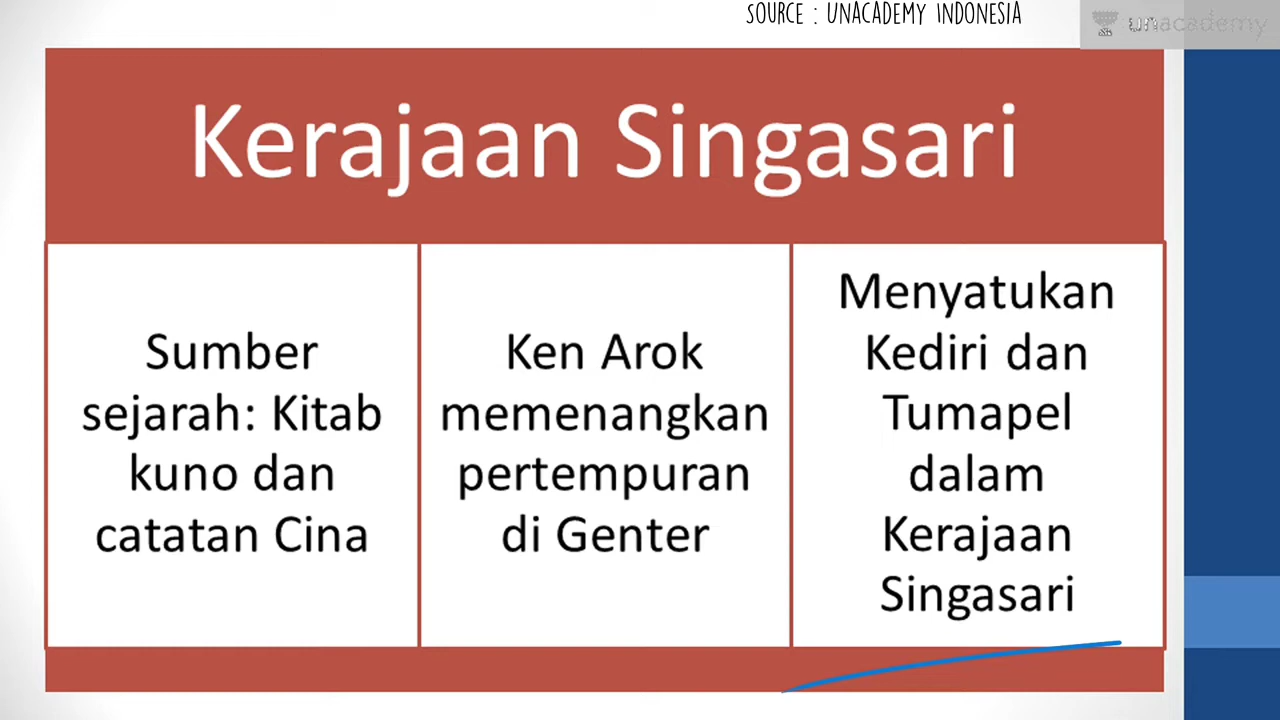 SOURCE : UNACADEMY INDONESIA
unacademy
Kerajaan Singasari
Sumber
sejarah: Kitab
kuno dan
catatan Cina
Ken Arok
memenangkan
pertempuran
di Genter
Menyatukan
Kediri dan
Tumapel
dalam
Kerajaan
Singasari